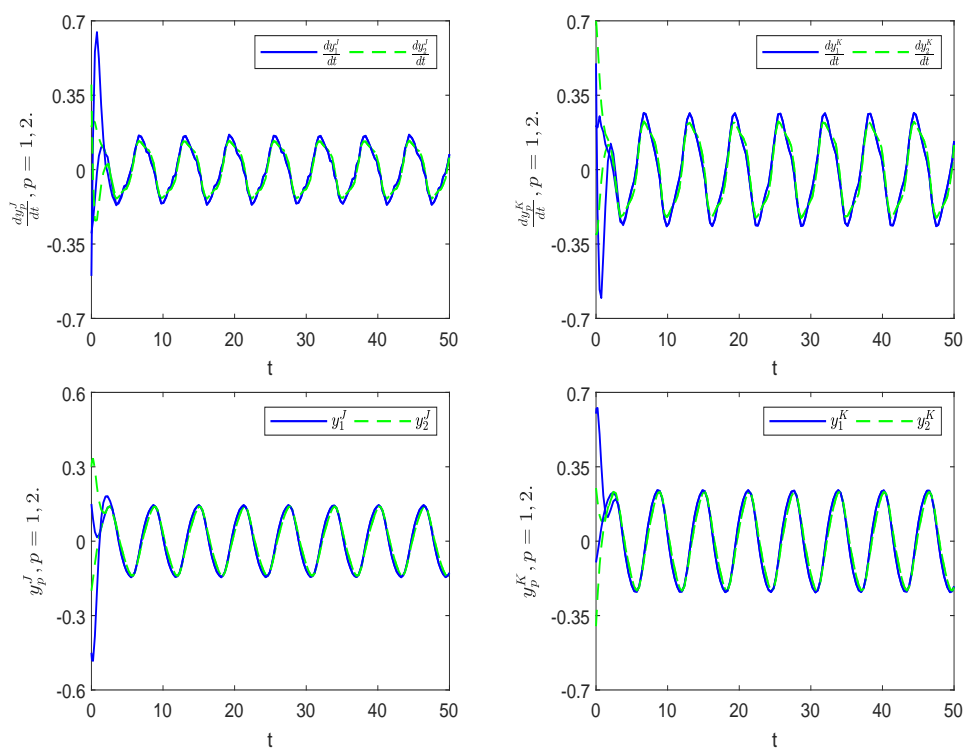 0.7
0.35
0
-0.35
-0.7
0 10 20 30 40 50
t
dy_p^J/dt, p = 1, 2.
dy_1^J/dt dy_2^J/dt
0.7
0.35
0
-0.35
-0.7
0 10 20 30 40 50
t
dy_p^K/dt, p = 1, 2.
dy_1^K/dt dy_2^K/dt
0.6
0.3
0
-0.3
-0.6
0 10 20 30 40 50
t
y_p^J, p = 1, 2.
y_1^J y_2^J
0.7
0.35
0
-0.35
-0.7
0 10 20 30 40 50
t
y_p^K, p = 1, 2.
y_1^K y_2^K